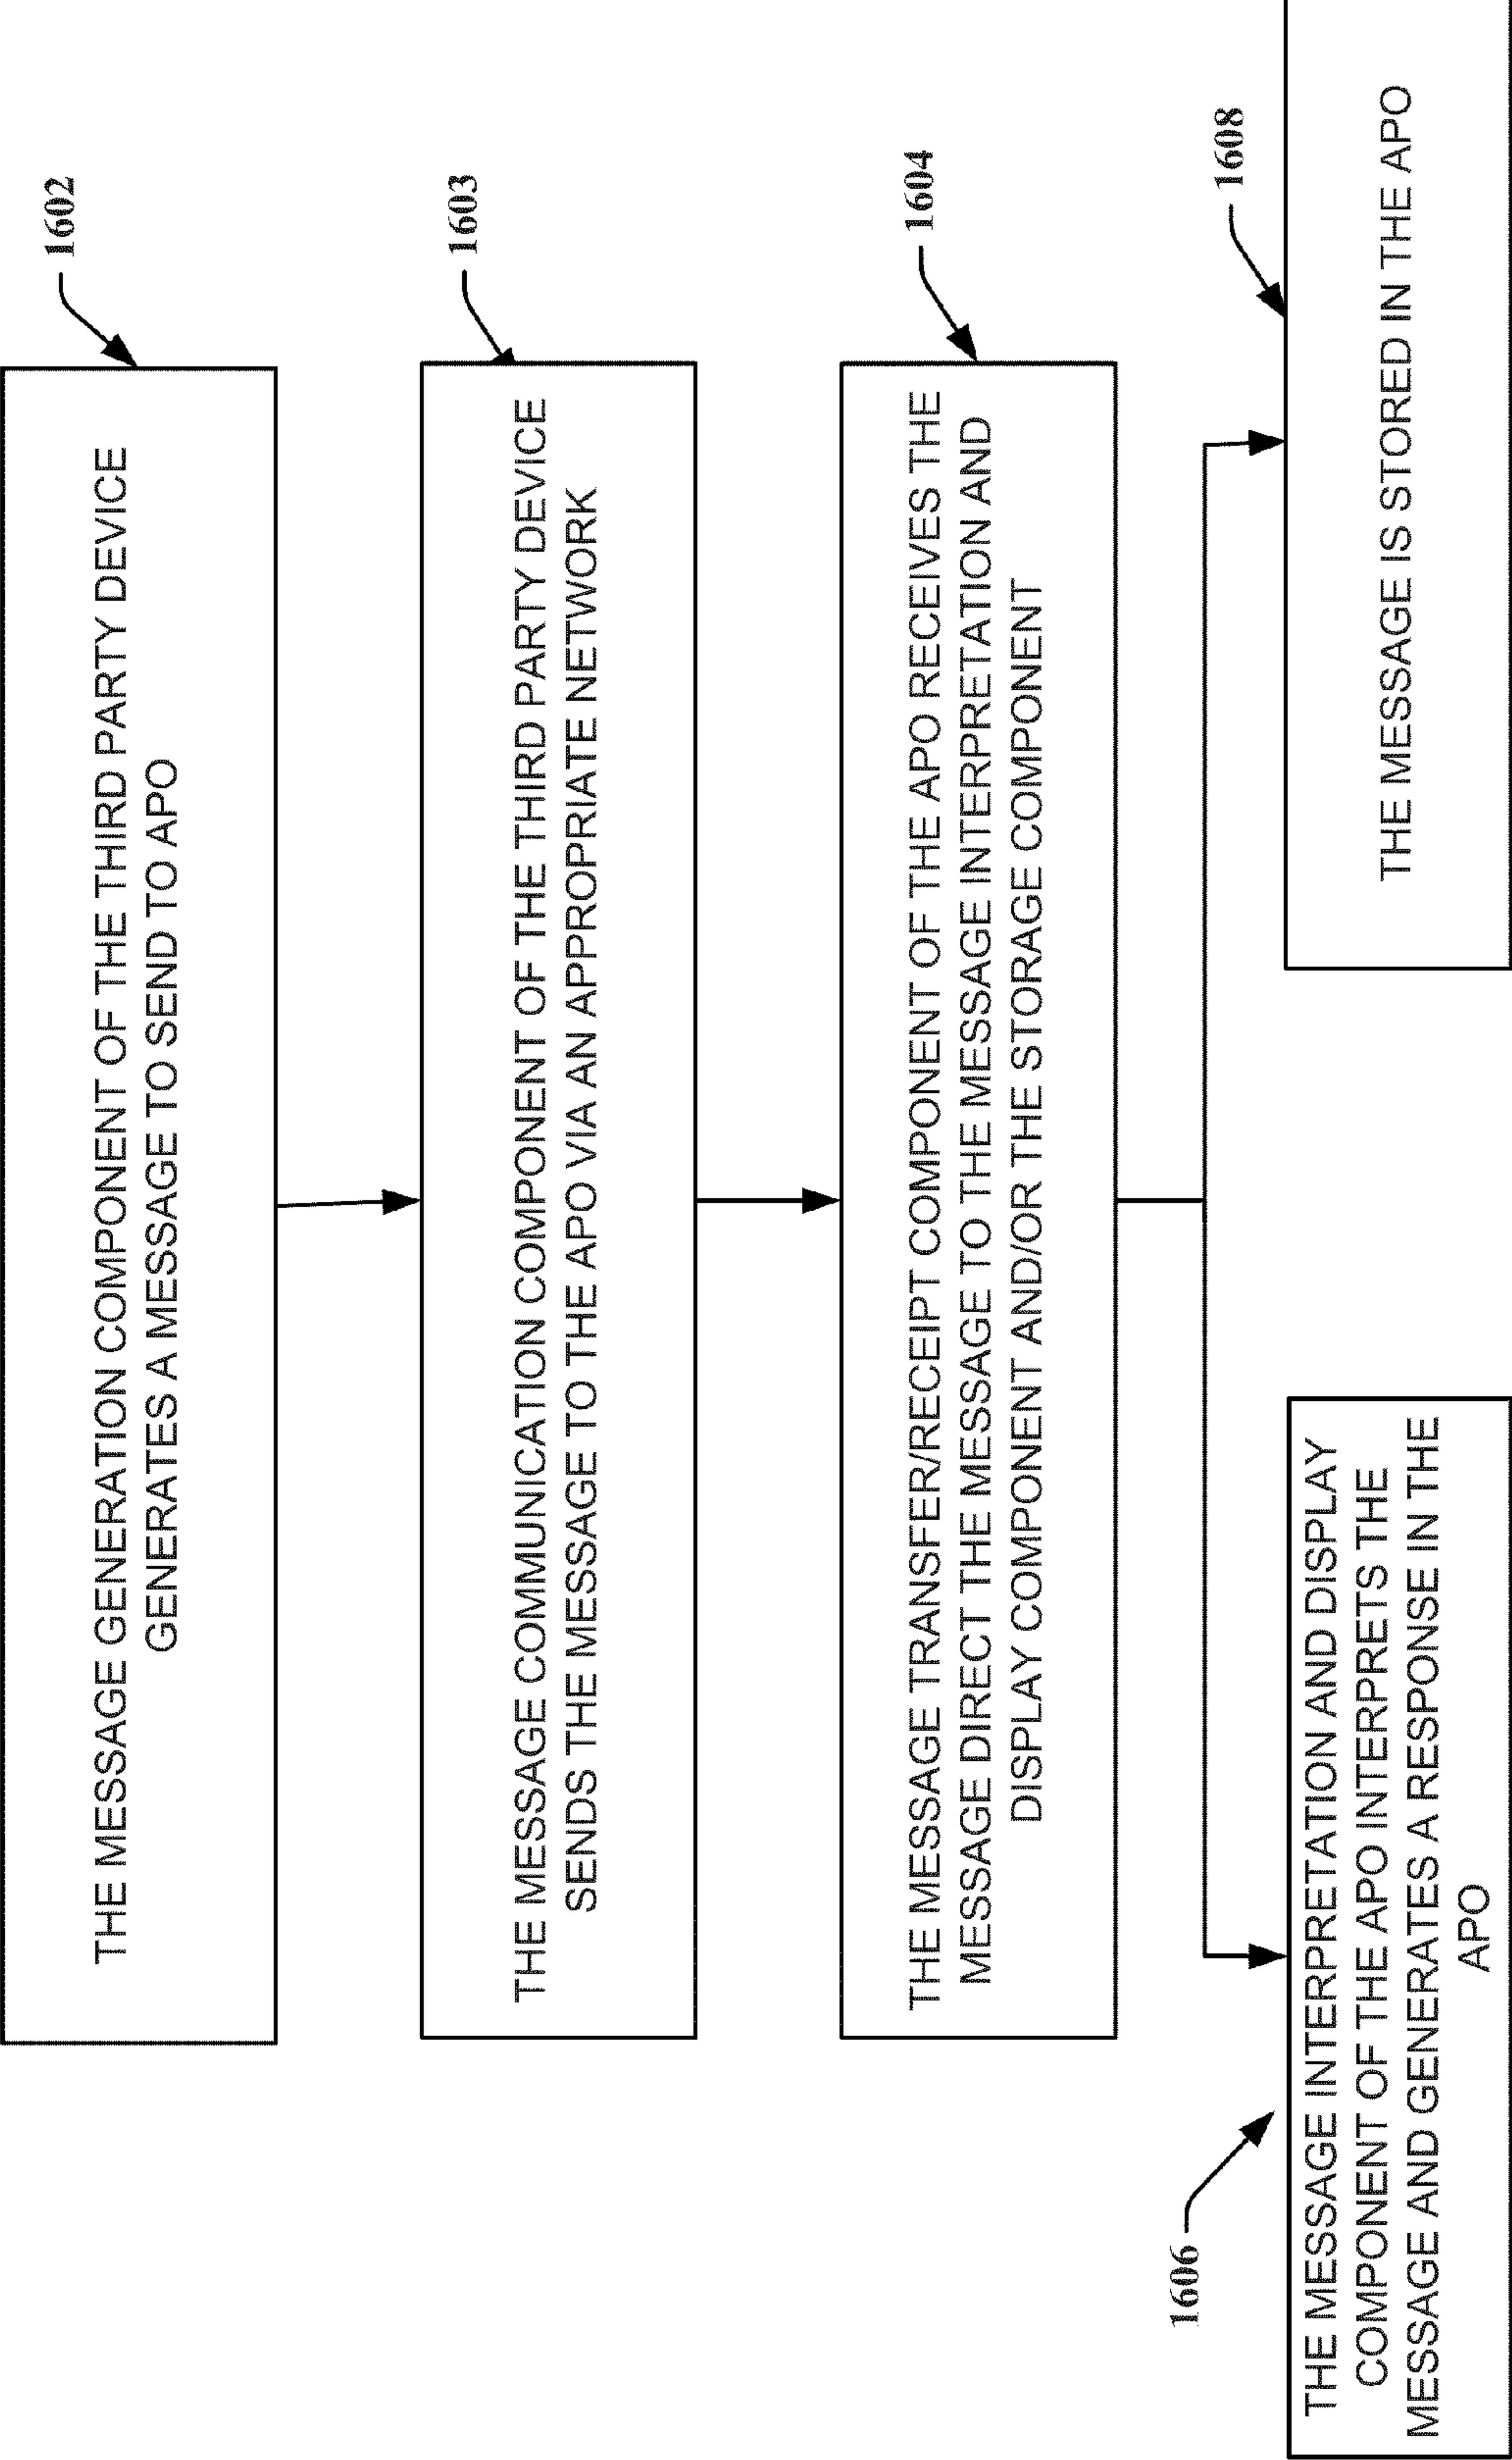 1602
THE MESSAGE GENERATION COMPONENT OF THE THIRD PARTY DEVICE
GENERATES A MESSAGE TO SEND TO APO
1603
THE MESSAGE COMMUNICATION COMPONENT OF THE THIRD PARTY DEVICE
SENDS THE MESSAGE TO THE APO VIA AN APPROPRIATE NETWORK
1604
THE MESSAGE TRANSFER/RECEIPT COMPONENT OF THE APO RECEIVES THE
MESSAGE DIRECT THE MESSAGE TO THE MESSAGE INTERPRETATION AND
DISPLAY COMPONENT AND/OR THE STORAGE COMPONENT
1606
THE MESSAGE INTERPRETATION AND DISPLAY
COMPONENT OF THE APO INTERPRETS THE
MESSAGE AND GENERATES A RESPONSE IN THE
APO
1608
THE MESSAGE IS STORED IN THE APO